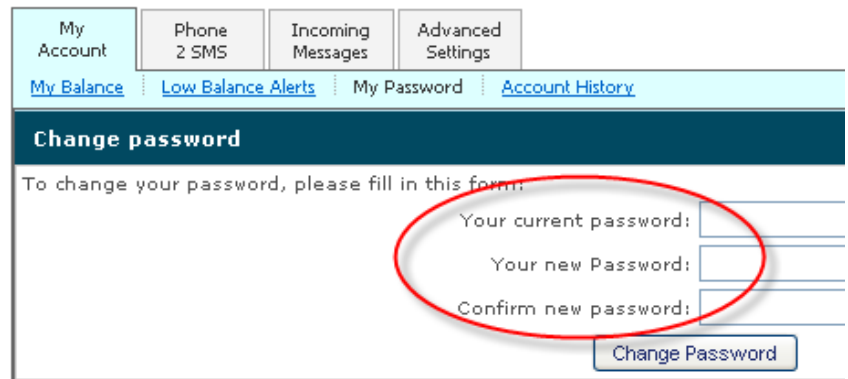 My Account
Phone 2 SMS
Incoming Messages
Advanced Settings
My Balance Low Balance Alerts My Password Account History
Change password
To change your password, please fill in this form:
Your current password:
Your new Password:
Confirm new password:
Change Password